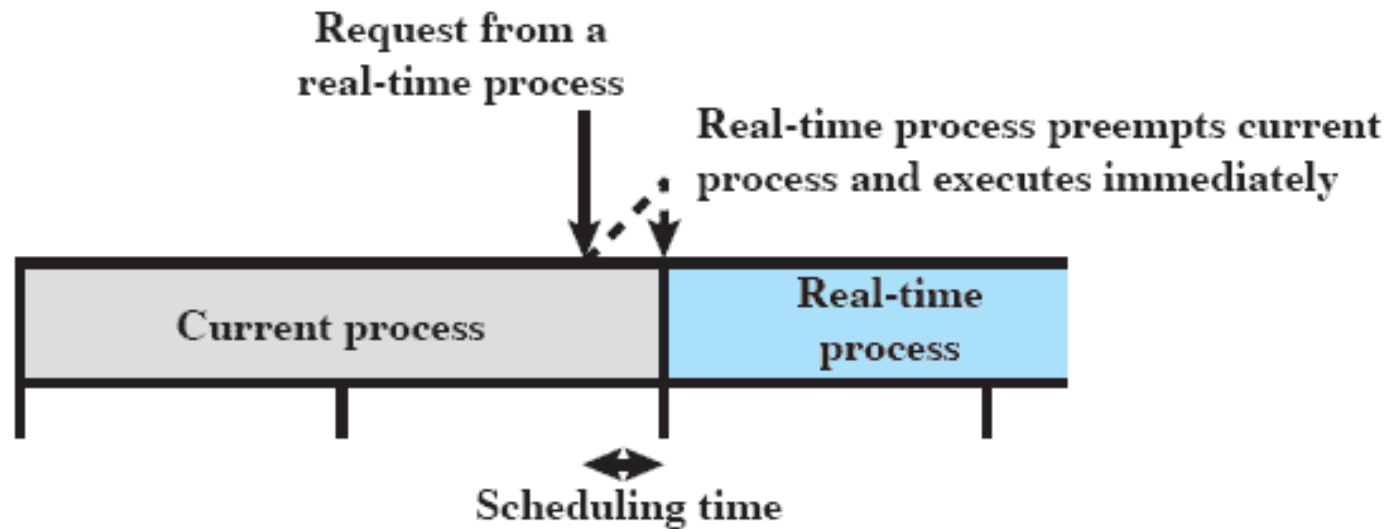 Request from a
real-time process
Real-time process preempts current
process and executes immediately
Current process
Real-time
process
Scheduling time